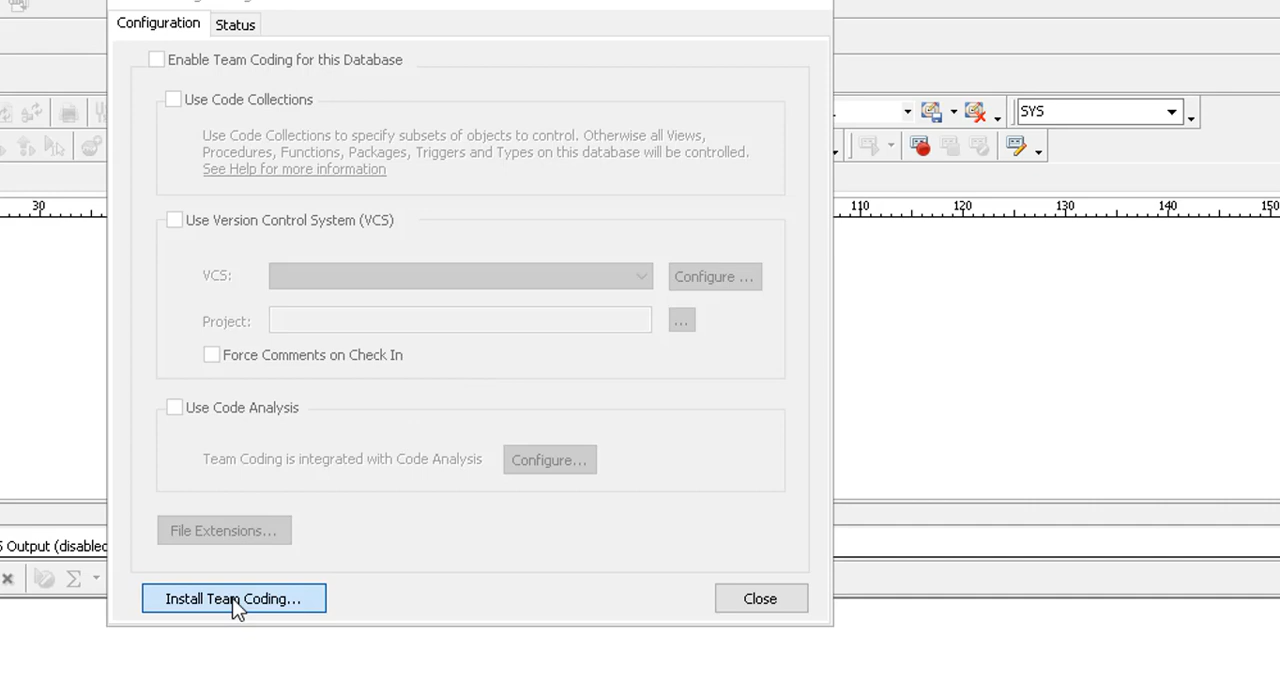 Configuration
Status
Enable Team Coding for this Database
Use Code Collections
Use Code Collections to specify subsets of objects to control. Otherwise all Views,
Procedures, Functions, Packages, Triggers and Types on this database will be controlled.
See Help for more information
SYS
Use Version Control System (VCS)
30
110
120
130
140
150
VCS:
Configure ...
Project:
...
Force Comments on Check In
Use Code Analysis
Team Coding is integrated with Code Analysis
Configure...
File Extensions...
Output (disabled
Install Team Coding...
Close